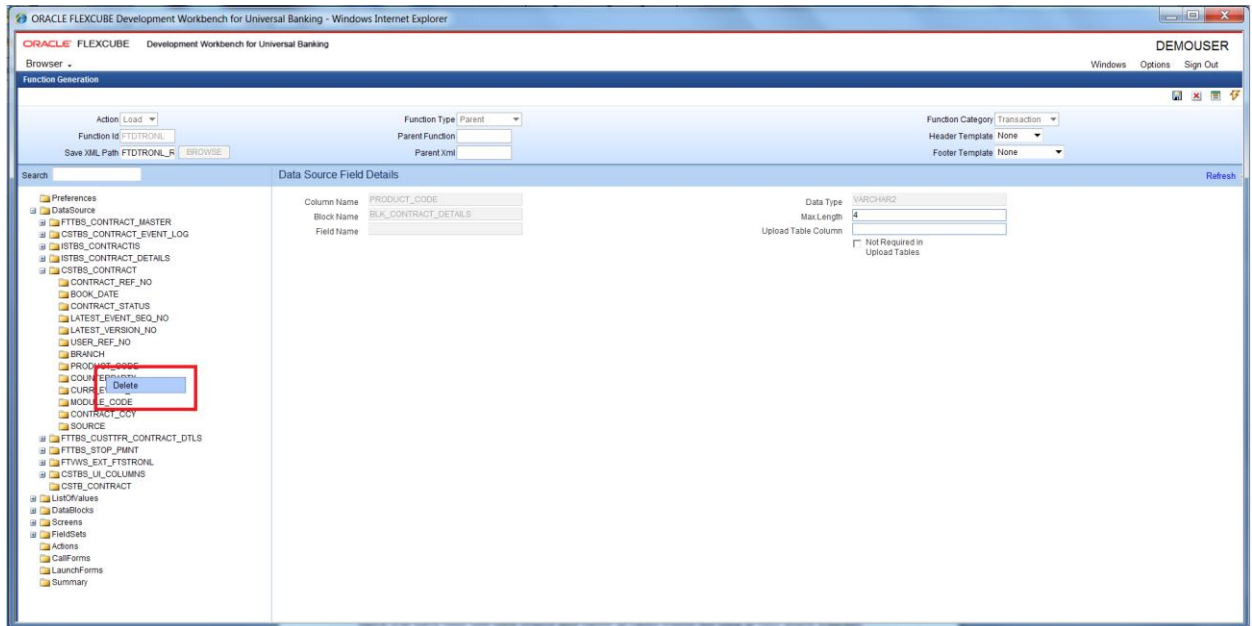 ORACLE FLEXCUBE Development Workbench for Universal Banking - Windows Internet Explorer
ORACLE FLEXCUBE Development Workbench for Universal Banking DEMOUSER
Browser Windows Options Sign Out
Function Generation
Action Load Function Type Parent Function Category Transaction
Function Id FTDTRONL Parent Function Header Template None
Save XML Path FTDTRONL_R BROWSE Parent Xml Footer Template None
Search Data Source Field Details Refresh
Preferences
DataSource
FTTBS_CONTRACT_MASTER
CSTBS_CONTRACT_EVENT_LOG
ISTBS_CONTRACTIS
ISTBS_CONTRACT_DETAILS
CSTBS_CONTRACT
CONTRACT_REF_NO
BOOK_DATE
CONTRACT_STATUS
LATEST_EVENT_SEQ_NO
LATEST_VERSION_NO
USER_REF_NO
BRANCH
PRODUCT_CODE
Delete
MODULE_CODE
CONTRACT_CCY
SOURCE
FTTBS_CUSTTFR_CONTRACT_DTLS
FTTBS_STOP_PMNT
FTVWS_EXT_FTSTRONL
CSTBS_UI_COLUMNS
CSTB_CONTRACT
ListOfValues
DataBlocks
Screens
FieldSets
Actions
CallForms
LaunchForms
Summary
Column Name PRODUCT_CODE Data Type VARCHAR2
Block Name BLK_CONTRACT_DETAILS Max.Length 4
Field Name Upload Table Column
Not Required in
Upload Tables